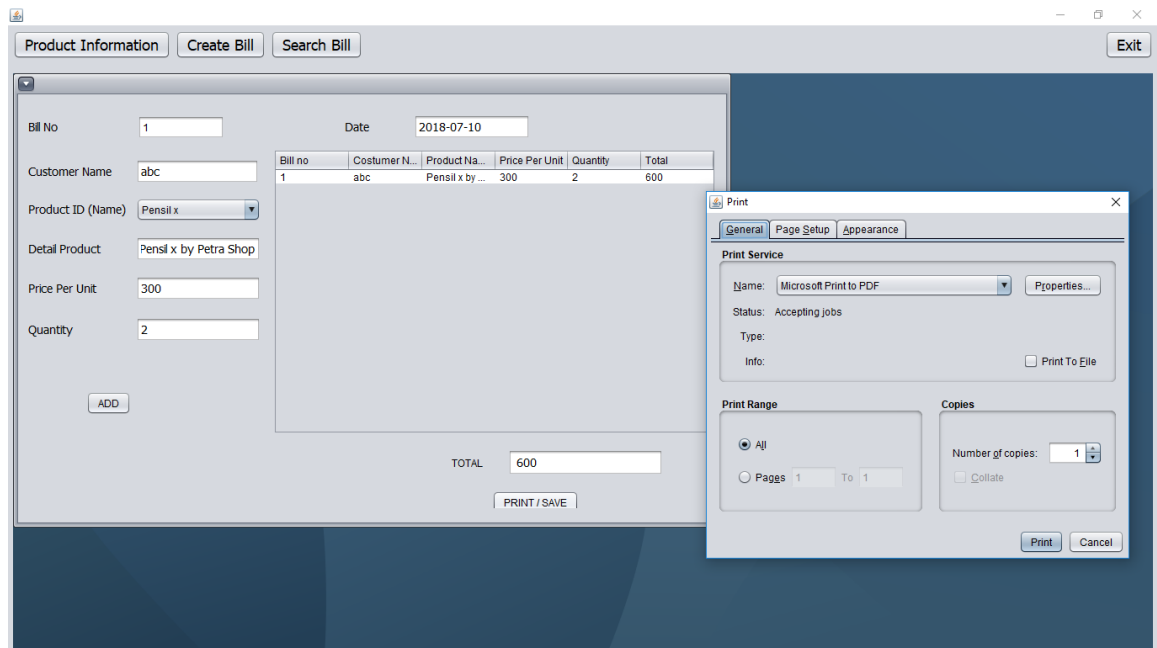 Product Information Create Bill Search Bill Exit
Bill No 1 Date 2018-07-10
Customer Name abc
Product ID (Name) Pensil x
Detail Product Pensil x by Petra Shop
Price Per Unit 300
Quantity 2
ADD
Bill no Costumer N... Product Na... Price Per Unit Quantity Total
1 abc Pensil x by ... 300 2 600
TOTAL 600
PRINT / SAVE
Print
General Page Setup Appearance
Print Service
Name: Microsoft Print to PDF Properties...
Status: Accepting jobs
Type:
Info: Print To File
Print Range
All
Pages 1 To 1
Copies
Number of copies: 1
Collate
Print Cancel